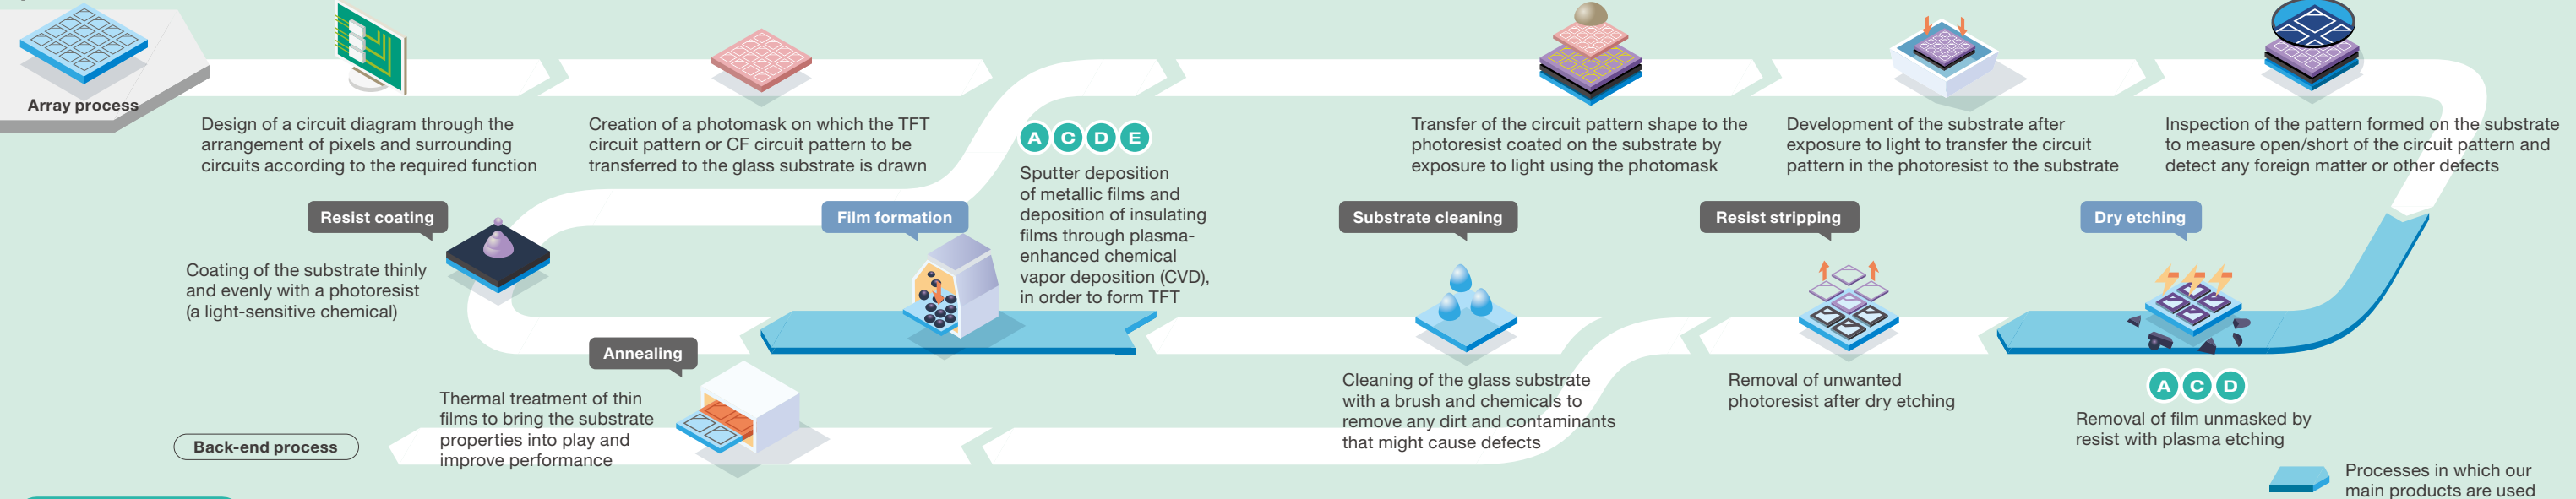 Array process
Design of a circuit diagram through the
arrangement of pixels and surrounding
circuits according to the required function
Creation of a photomask on which the TFT
circuit pattern or CF circuit pattern to be
transferred to the glass substrate is drawn
A C D E
Sputter deposition
of metallic films and
deposition of insulating
films through plasma-
enhanced chemical
vapor deposition (CVD),
in order to form TFT
Transfer of the circuit pattern shape to the
photoresist coated on the substrate by
exposure to light using the photomask
Development of the substrate after
exposure to light to transfer the circuit
pattern in the photoresist to the substrate
Inspection of the pattern formed on the substrate
to measure open/short of the circuit pattern and
detect any foreign matter or other defects
Resist coating
Coating of the substrate thinly
and evenly with a photoresist
(a light-sensitive chemical)
Film formation
Substrate cleaning
Cleaning of the glass substrate
with a brush and chemicals to
remove any dirt and contaminants
that might cause defects
Resist stripping
Removal of unwanted
photoresist after dry etching
Dry etching
A C D
Removal of film unmasked by
resist with plasma etching
Annealing
Thermal treatment of thin
films to bring the substrate
properties into play and
improve performance
Back-end process
Processes in which our
main products are used